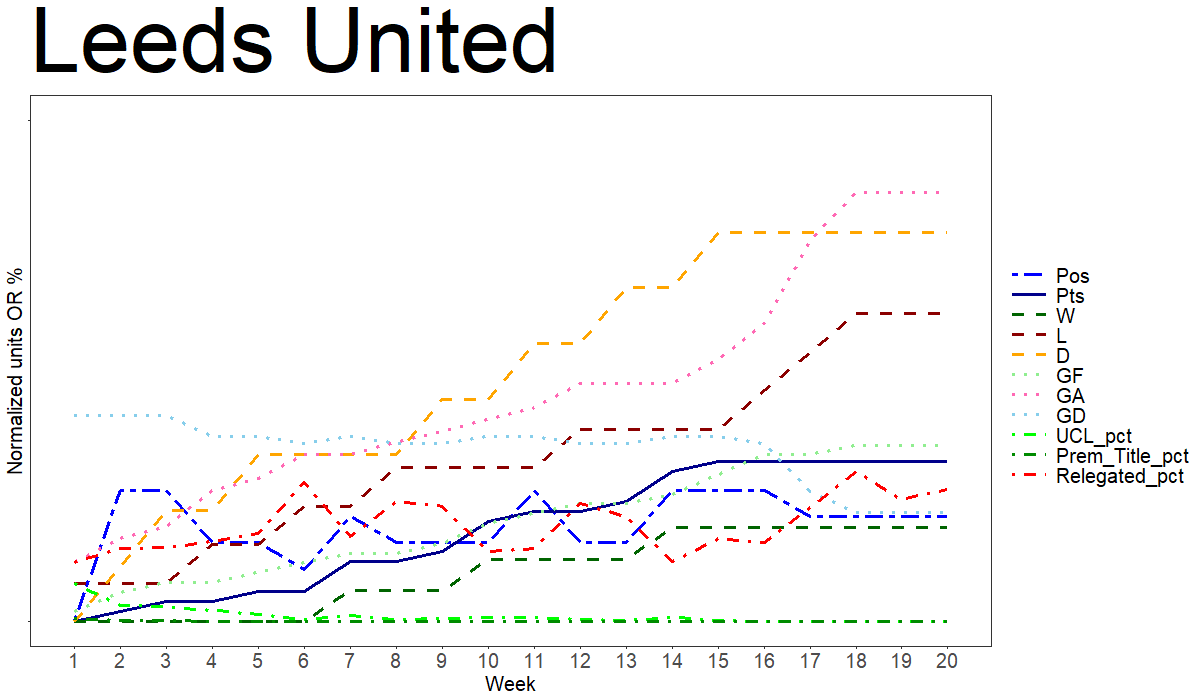 Leeds United
Normalized units OR %
1 2 3 4 5 6 7 8 9 10 11 12 13 14 15 16 17 18 19 20
Week
Pos
Pts
W
L
D
GF
GA
GD
UCL_pct
Prem_Title_pct
Relegated_pct